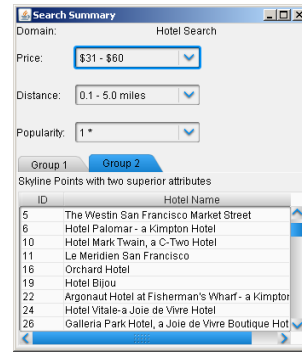 Search Summary
Domain: Hotel Search
Price: $31 - $60
Distance: 0.1 - 5.0 miles
Popularity: 1 *
Group 1 Group 2
Skyline Points with two superior attributes
ID Hotel Name
5 The Westin San Francisco Market Street
6 Hotel Palomar - a Kimpton Hotel
10 Hotel Mark Twain, a C-Two Hotel
11 Le Meridien San Francisco
16 Orchard Hotel
19 Hotel Bijou
22 Argonaut Hotel at Fisherman's Wharf - a Kimpton
24 Hotel Vitale-a Joie de Vivre Hotel
26 Galleria Park Hotel, a Joie de Vivre Boutique Hot